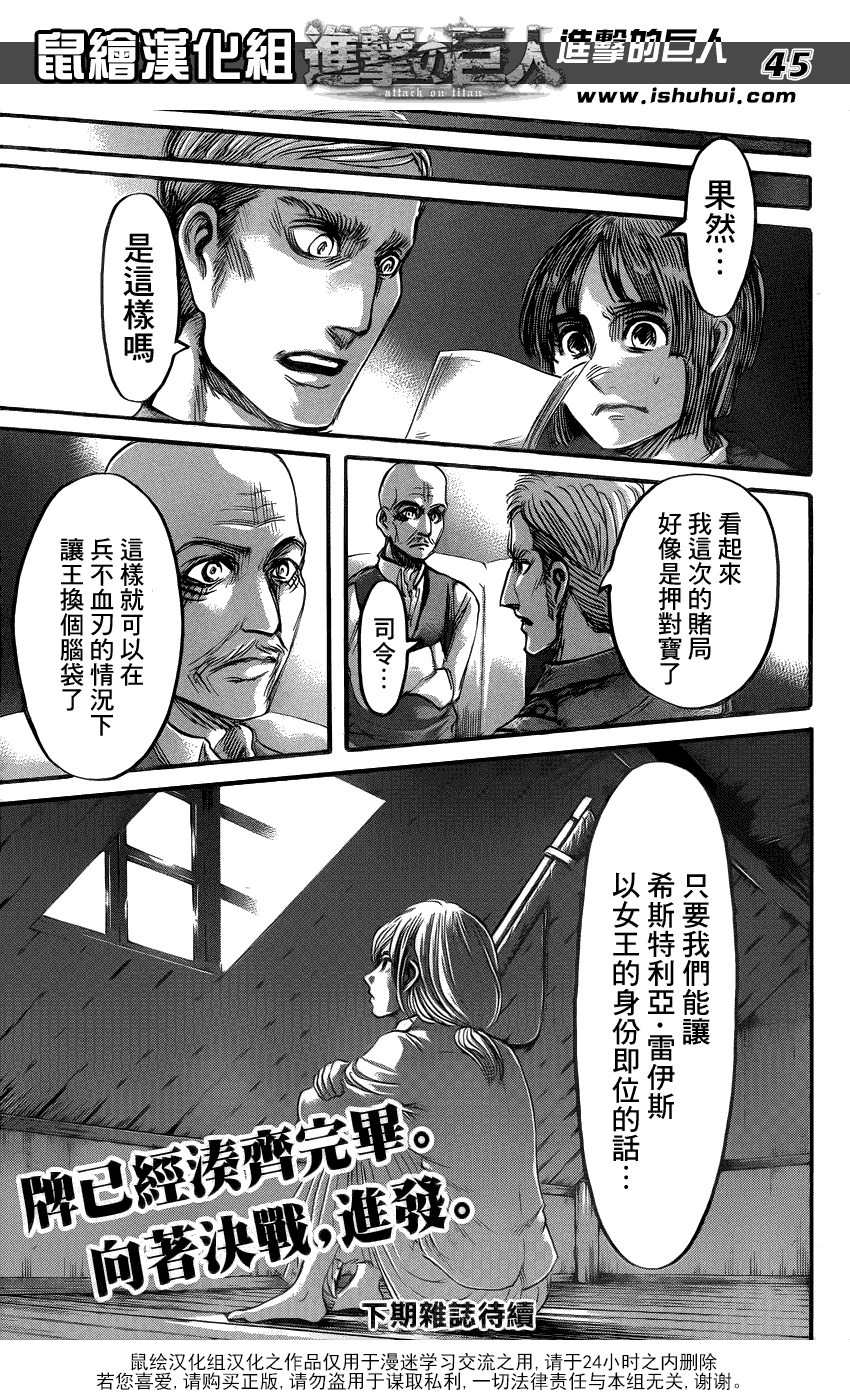 鼠繪漢化組
進撃の巨人
attack on titan
進擊的巨人
45
www.ishuhui.com
果然…
是這樣嗎
看起來
我這次的賭局
好像是押對寶了
司令…
這樣就可以在
兵不血刃的情況下
讓王換個腦袋了
只要我們能讓
希斯特利亞·雷伊斯
以女王的身份即位的話…
牌已經湊齊完畢。
向著決戰,進發。
下期雜誌待續
鼠绘汉化组汉化之作品仅用于漫迷学习交流之用,请于24小时之内删除
若您喜爱,请购买正版,请勿盗用于谋取私利,一切法律责任与本组无关,谢谢。